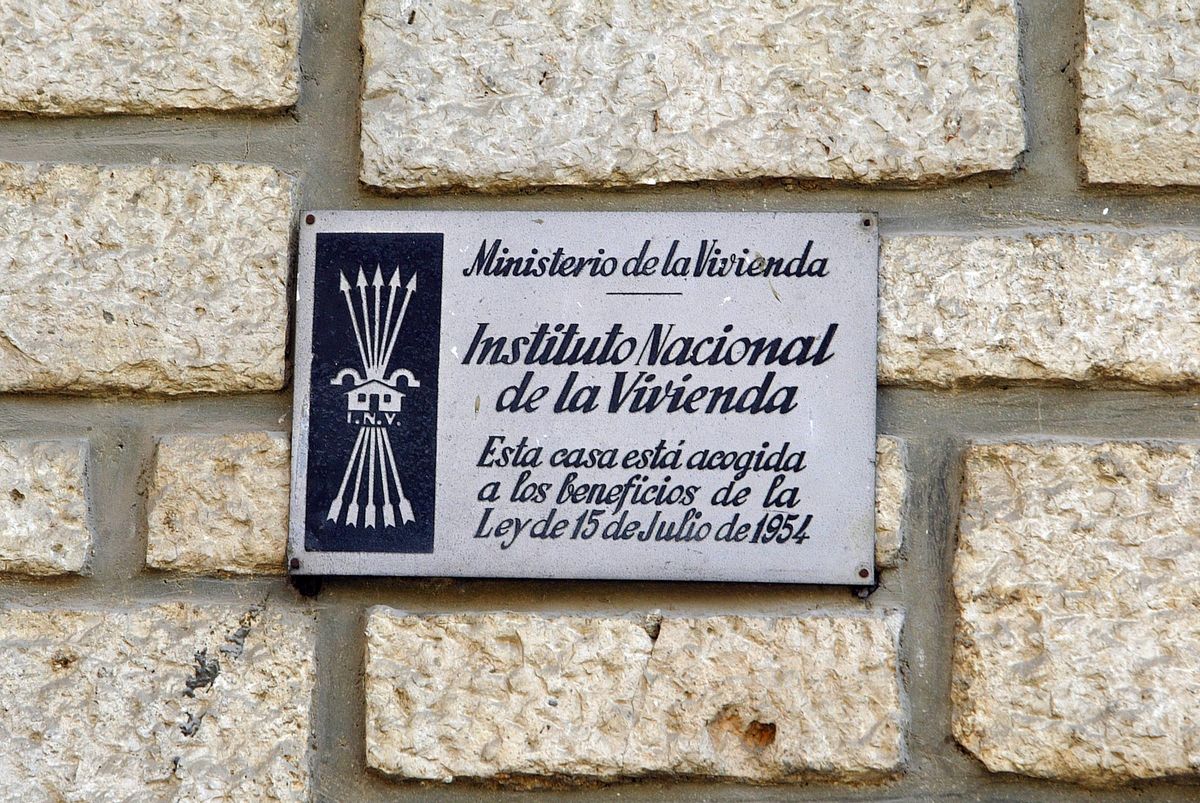 Ministerio de la Vivienda
Instituto Nacional
de la Vivienda
Esta casa está acogida
a los beneficios de la
Ley de 15 de Julio de 1954
I.N.V.